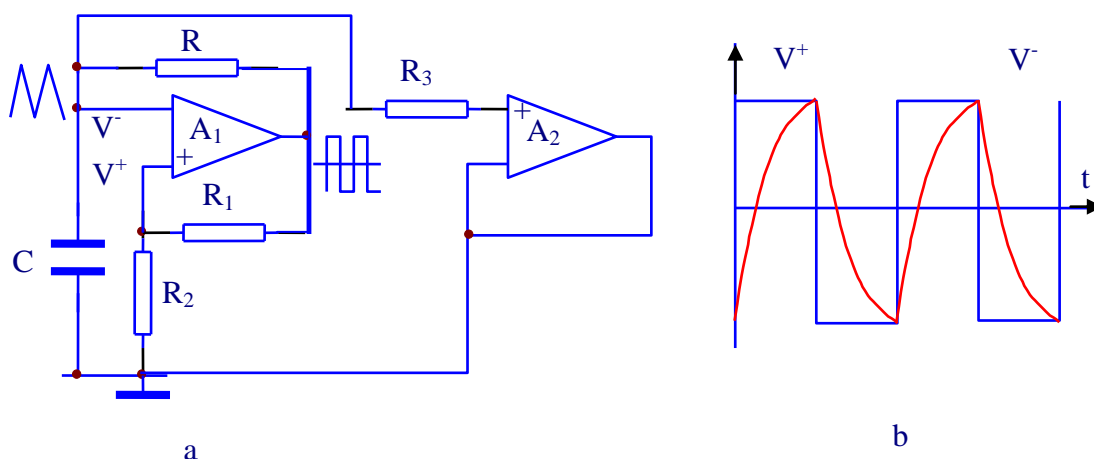 R
V⁺
V⁻
R₃
A₁
+
A₂
+
V⁻
V⁺
R₁
t
C
R₂
a
b